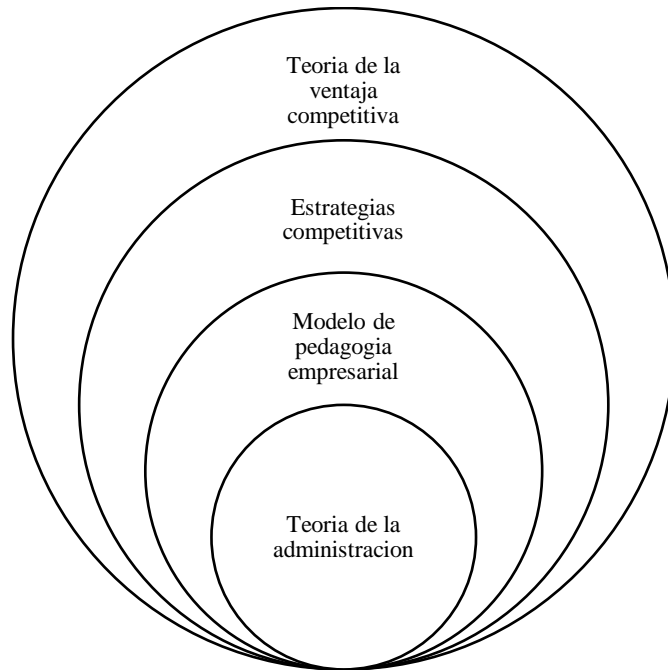 Teoria de la
ventaja
competitiva
Estrategias
competitivas
Modelo de
pedagogia
empresarial
Teoria de la
administracion